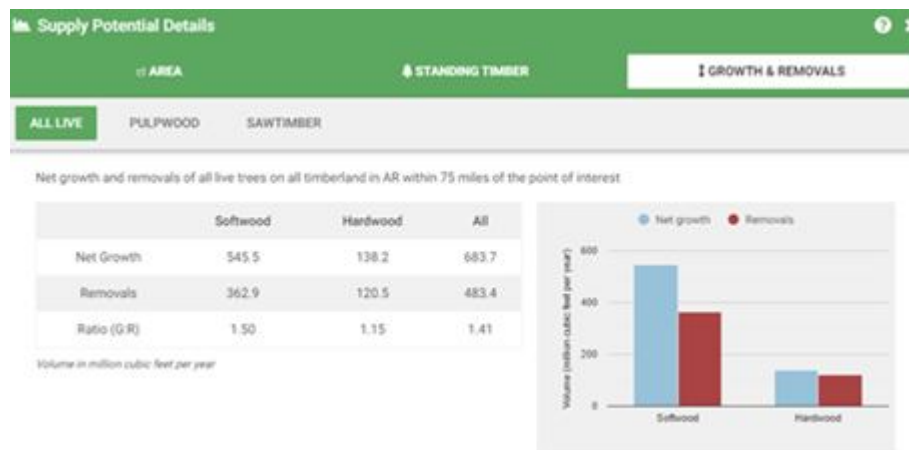 Supply Potential Details
AREA
STANDING TIMBER
GROWTH & REMOVALS
ALL LIVE PULPWOOD SAWTIMBER
Net growth and removals of all live trees on all timberland in AR within 75 miles of the point of interest
Softwood Hardwood All
Net Growth 545.5 138.2 683.7
Removals 362.9 120.5 483.4
Ratio (G:R) 1.50 1.15 1.41
Volume in million cubic feet per year
Net growth Removals
Volume (million cubic feet per year)
600
400
200
0
Softwood Hardwood